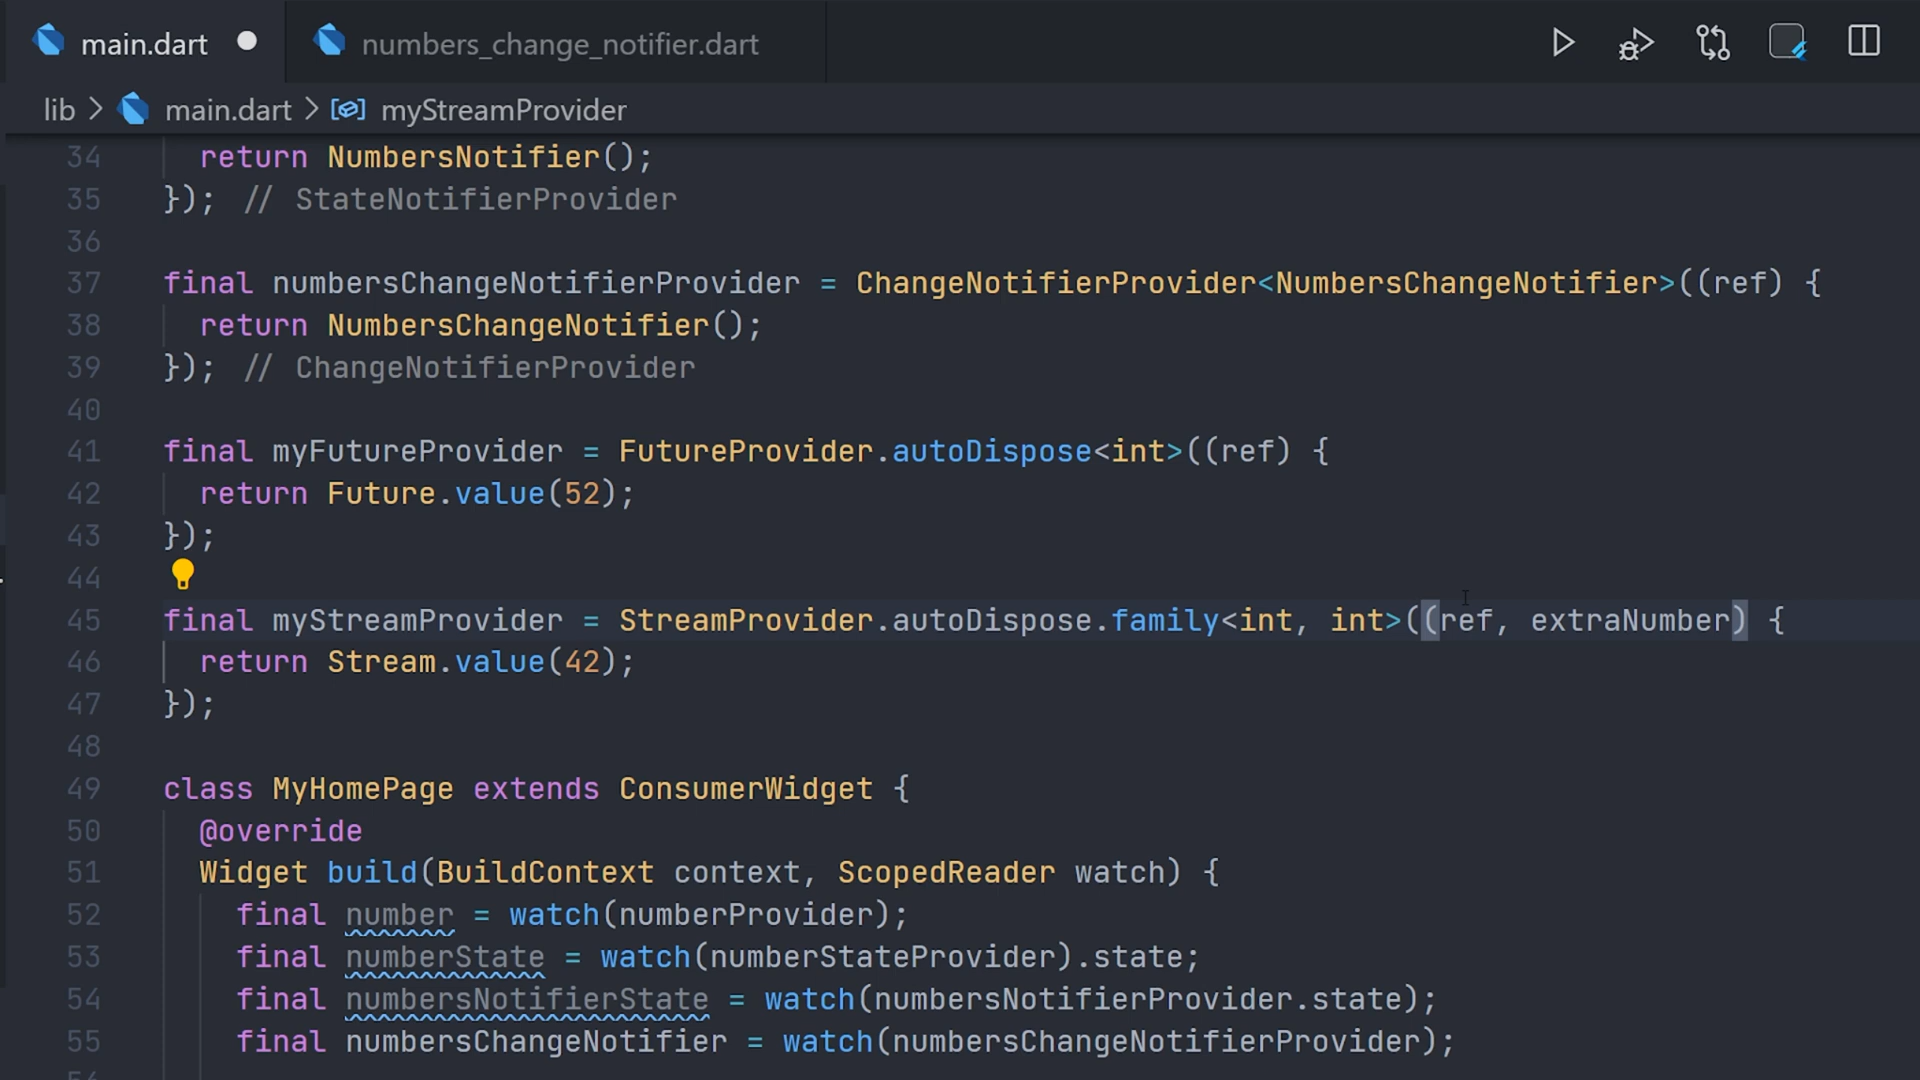 main.dart numbers_change_notifier.dart
lib > main.dart > myStreamProvider
34 return NumbersNotifier();
35 }); // StateNotifierProvider
36
37 final numbersChangeNotifierProvider = ChangeNotifierProvider<NumbersChangeNotifier>((ref) {
38 return NumbersChangeNotifier();
39 }); // ChangeNotifierProvider
40
41 final myFutureProvider = FutureProvider.autoDispose<int>((ref) {
42 return Future.value(52);
43 });
44
45 final myStreamProvider = StreamProvider.autoDispose.family<int, int>((ref, extraNumber) {
46 return Stream.value(42);
47 });
48
49 class MyHomePage extends ConsumerWidget {
50 @override
51 Widget build(BuildContext context, ScopedReader watch) {
52 final number = watch(numberProvider);
53 final numberState = watch(numberStateProvider).state;
54 final numbersNotifierState = watch(numbersNotifierProvider.state);
55 final numbersChangeNotifier = watch(numbersChangeNotifierProvider);